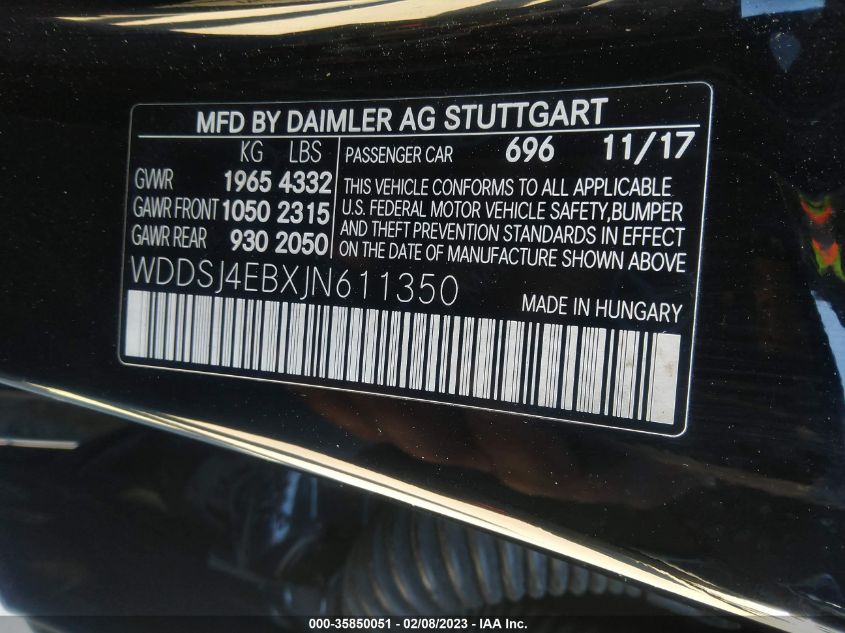 MFD BY DAIMLER AG STUTTGART
KG LBS
GVWR 1965 4332
GAWR FRONT 1050 2315
GAWR REAR 930 2050
PASSENGER CAR 696 11/17
THIS VEHICLE CONFORMS TO ALL APPLICABLE
U.S. FEDERAL MOTOR VEHICLE SAFETY,BUMPER
AND THEFT PREVENTION STANDARDS IN EFFECT
ON THE DATE OF MANUFACTURE SHOWN ABOVE
WDDSJ4EBXJN611350
MADE IN HUNGARY
000-35850051 — 02/08/2023 — IAA Inc.